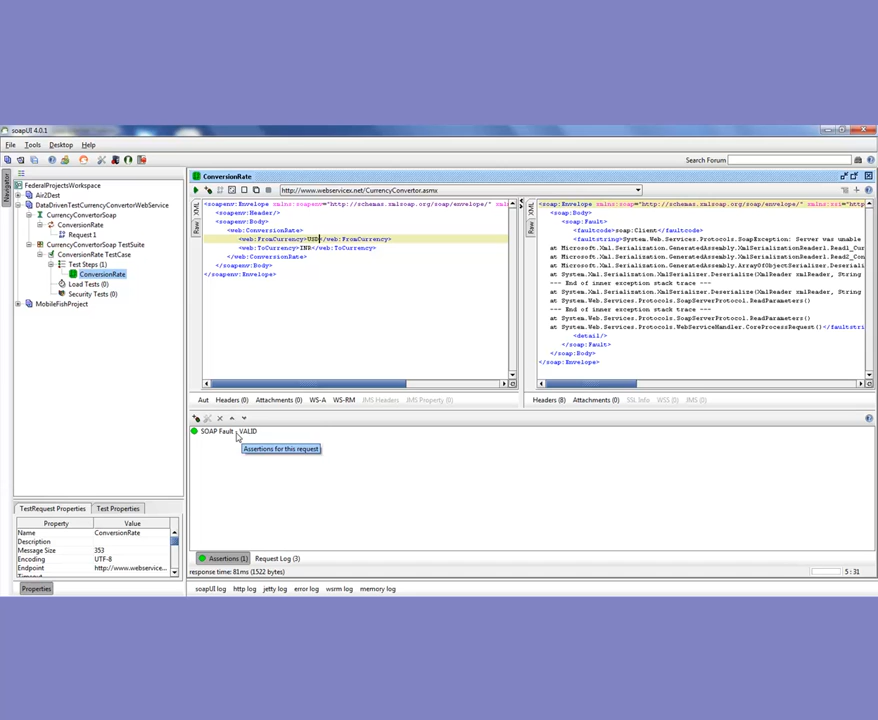 soapUI 4.0.1
File Tools Desktop Help
Search Forum
Navigator
FederalProjectsWorkspace
Air2Dest
DataDrivenTestCurrencyConvertorWebService
CurrencyConvertorSoap
ConversionRate
Request 1
CurrencyConvertorSoap TestSuite
ConversionRate TestCase
Test Steps (1)
ConversionRate
Load Tests (0)
Security Tests (0)
MobileFishProject
ConversionRate
http://www.webservicex.net/CurrencyConvertor.asmx
XML
Raw
<soapenv:Envelope xmlns:soapenv="http://schemas.xmlsoap.org/soap/envelope/" xml
<soapenv:Header/>
<soapenv:Body>
<web:ConversionRate>
<web:FromCurrency>USD</web:FromCurrency>
<web:ToCurrency>INR</web:ToCurrency>
</web:ConversionRate>
</soapenv:Body>
</soapenv:Envelope>
XML
Raw
<soap:Envelope xmlns:soap="http://schemas.xmlsoap.org/soap/envelope/" xmlns:xsi="http
<soap:Body>
<soap:Fault>
<faultcode>soap:Client</faultcode>
<faultstring>System.Web.Services.Protocols.SoapException: Server was unable
at Microsoft.Xml.Serialization.GeneratedAssembly.XmlSerializationReader1.Read1_Con
at Microsoft.Xml.Serialization.GeneratedAssembly.XmlSerializationReader1.Read2_Con
at Microsoft.Xml.Serialization.GeneratedAssembly.ArrayOfObjectSerializer.Deseriali
at System.Xml.Serialization.XmlSerializer.Deserialize(XmlReader xmlReader, String
--- End of inner exception stack trace ---
at System.Xml.Serialization.XmlSerializer.Deserialize(XmlReader xmlReader, String
at System.Web.Services.Protocols.SoapServerProtocol.ReadParameters()
--- End of inner exception stack trace ---
at System.Web.Services.Protocols.SoapServerProtocol.ReadParameters()
at System.Web.Services.Protocols.WebServiceHandler.CoreProcessRequest()</faultstri
<detail/>
</soap:Fault>
</soap:Body>
</soap:Envelope>
Aut Headers (0) Attachments (0) WS-A WS-RM JMS Headers JMS Property (0)
Headers (8) Attachments (0) SSL Info JMS (0)
SOAP Fault - VALID
Assertions for this request
TestRequest Properties Test Properties
Property Value
Name ConversionRate
Description
Message Size 353
Encoding UTF-8
Endpoint http://www.webservice...
Properties
Assertions (1) Request Log (3)
response time: 81ms (1522 bytes)
5 : 31
soapUI log http log jetty log error log wsrm log memory log